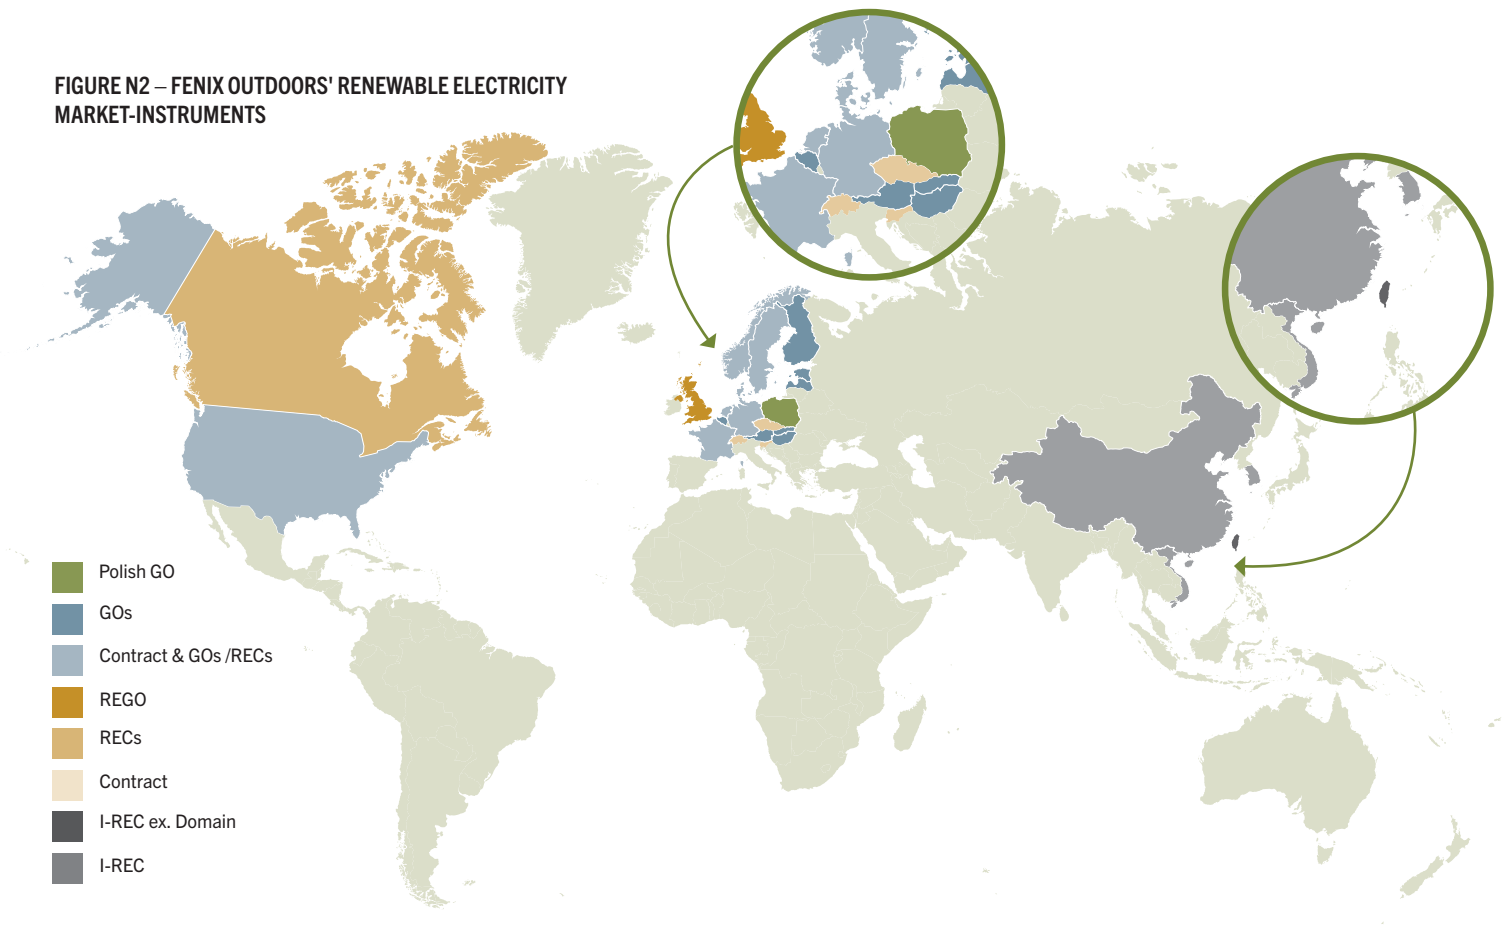 FIGURE N2 – FENIX OUTDOORS' RENEWABLE ELECTRICITY
MARKET-INSTRUMENTS
Polish GO
GOs
Contract & GOs /RECs
REGO
RECs
Contract
I-REC ex. Domain
I-REC